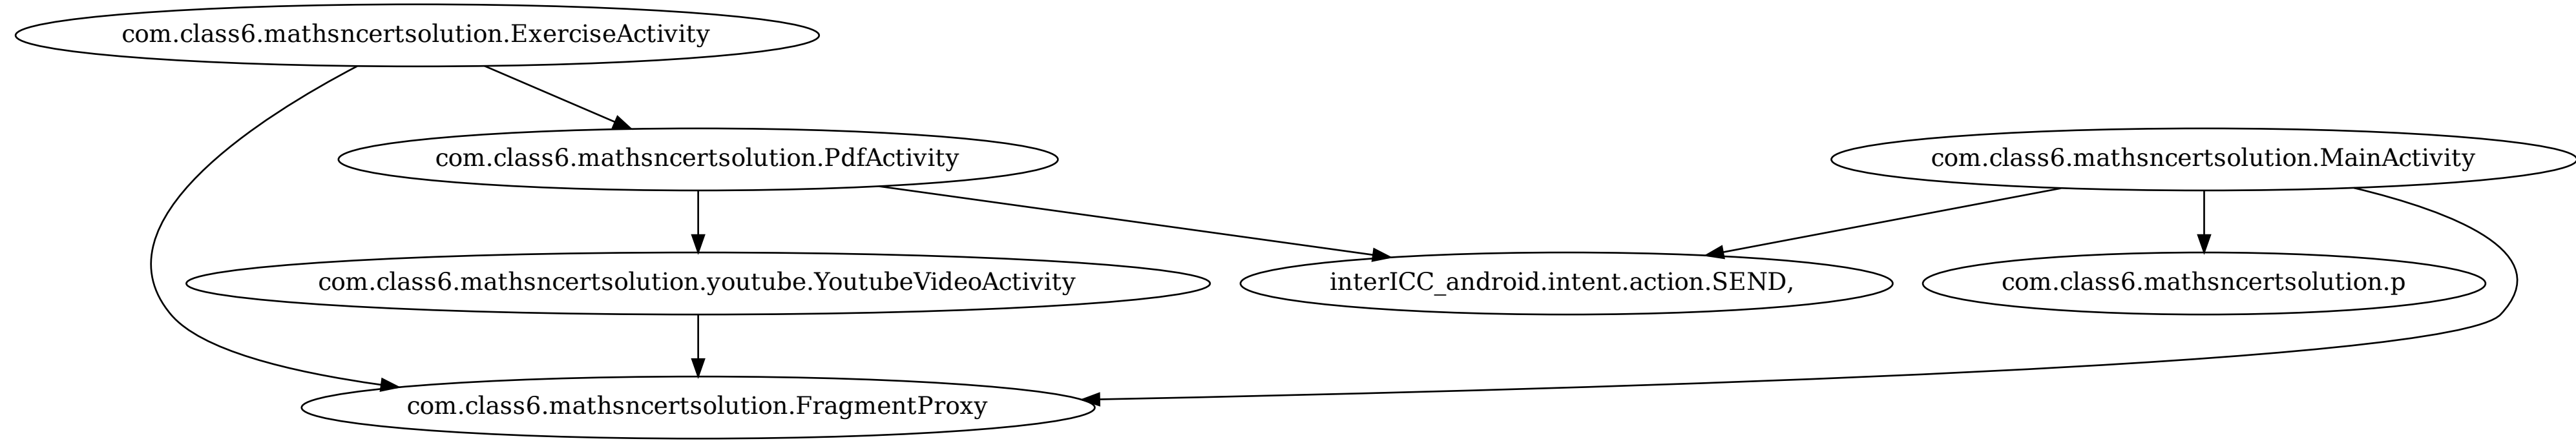 com.class6.mathsncertsolution.ExerciseActivity
com.class6.mathsncertsolution.PdfActivity
com.class6.mathsncertsolution.MainActivity
com.class6.mathsncertsolution.youtube.YoutubeVideoActivity
interICC_android.intent.action.SEND,
com.class6.mathsncertsolution.p
com.class6.mathsncertsolution.FragmentProxy